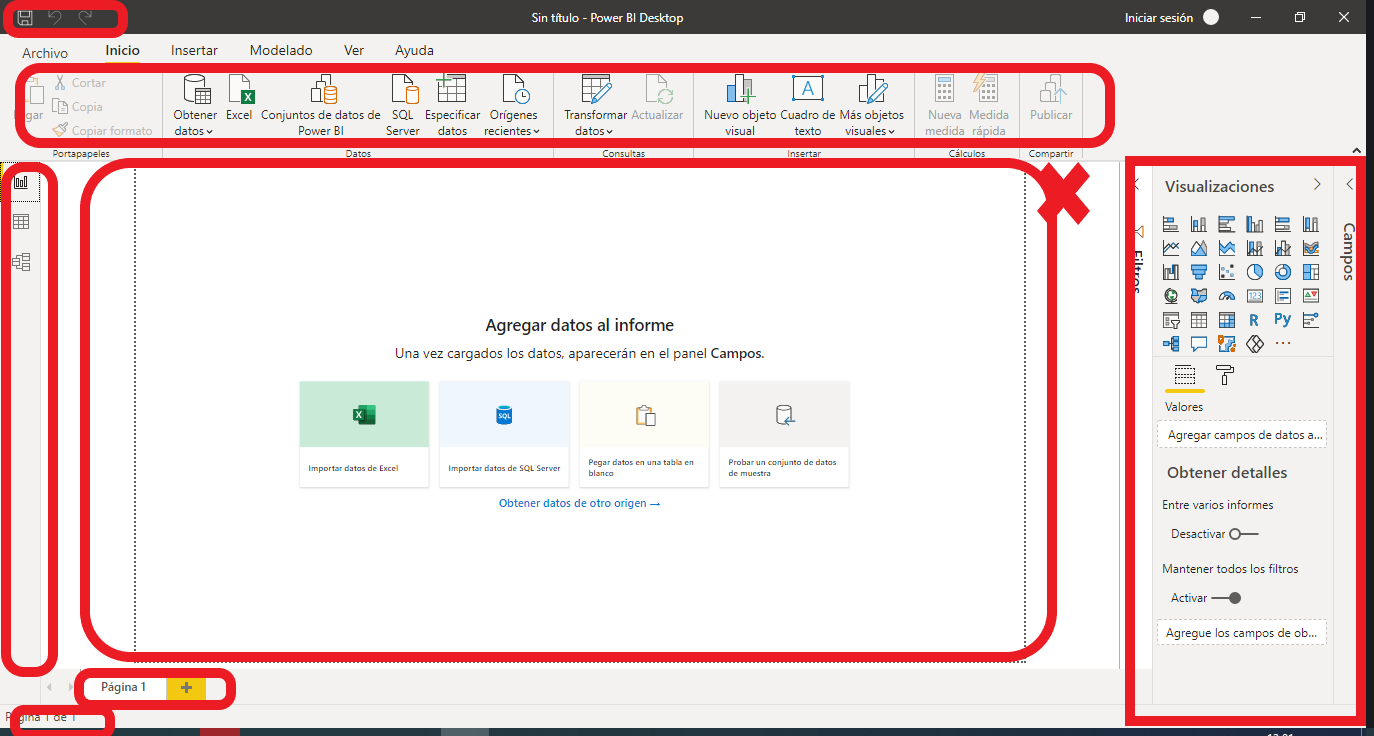 Sin título - Power BI Desktop
Iniciar sesión
Archivo Inicio Insertar Modelado Ver Ayuda
Cortar
Copia
Copiar formato
Portapapeles
Obtener datos
Excel
Conjuntos de datos de Power BI
SQL Server
Especificar datos
Orígenes recientes
Datos
Transformar datos
Actualizar
Consultas
Nuevo objeto visual
A
Cuadro de texto
Más objetos visuales
Insertar
Nueva medida
Medida rápida
Cálculos
Publicar
Compartir
Agregar datos al informe
Una vez cargados los datos, aparecerán en el panel Campos.
Importar datos de Excel
SQL
Importar datos de SQL Server
Pegar datos en una tabla en
blanco
Probar un conjunto de datos
de muestra
Obtener datos de otro origen →
Filtros
Visualizaciones
123
R Py
Valores
Agregar campos de datos a...
Obtener detalles
Entre varios informes
Desactivar
Mantener todos los filtros
Activar
Agregue los campos de ob...
Campos
Página 1
Página 1 de 1